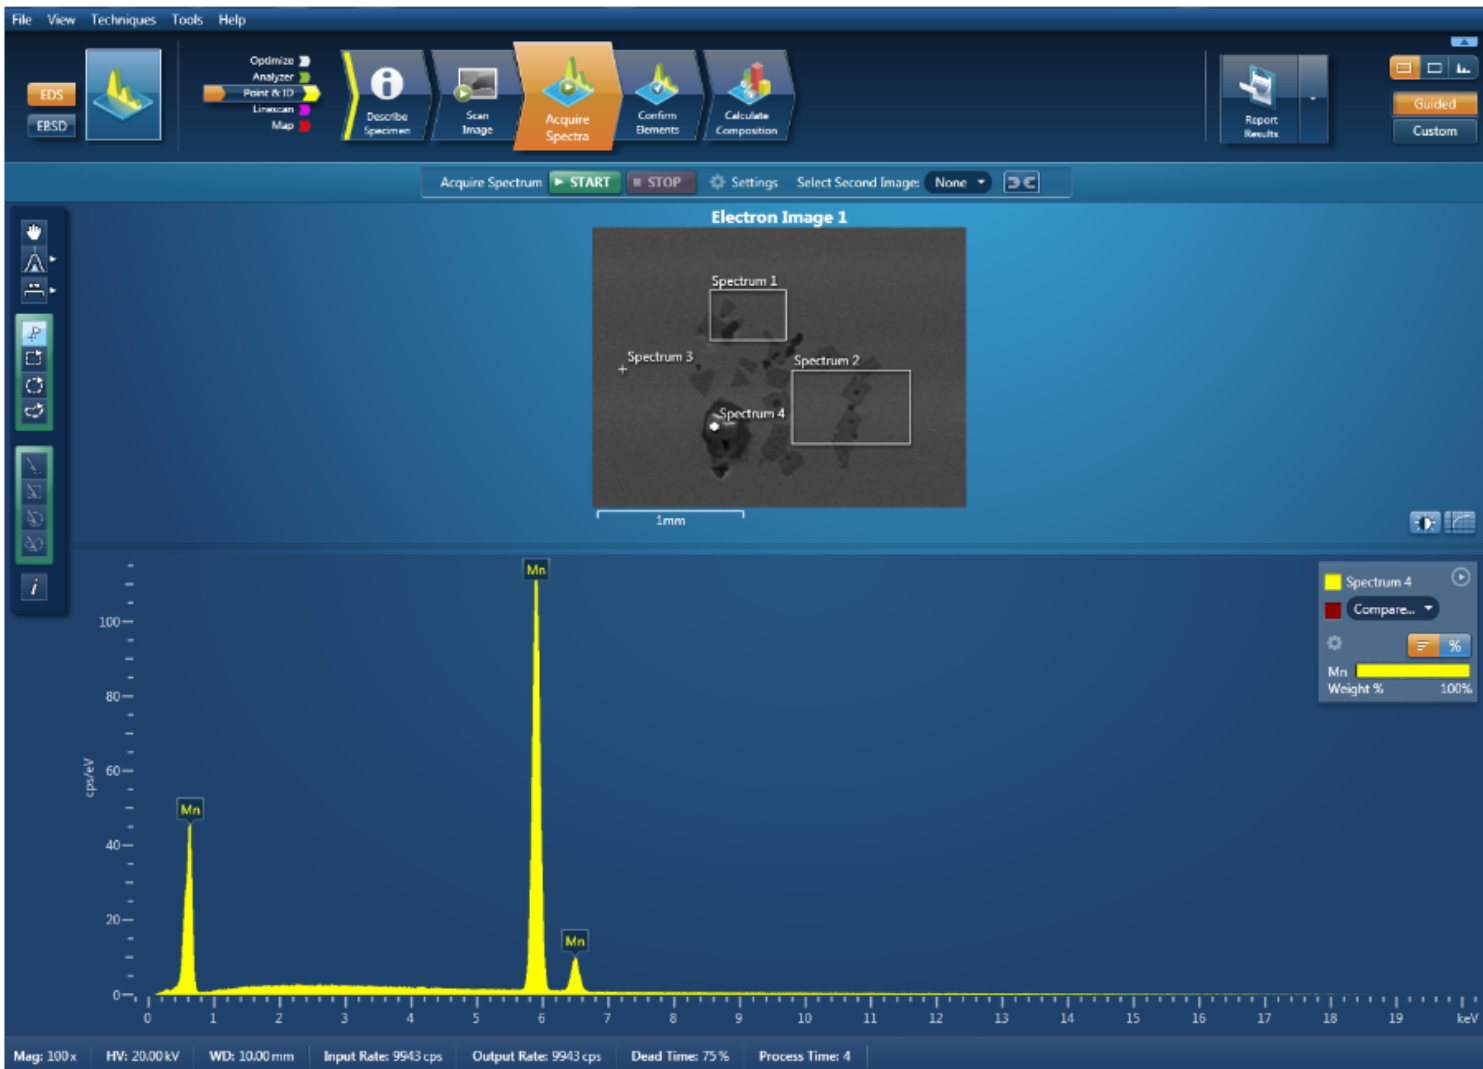 File View Techniques Tools Help
EDS
EBSD
Optimize
Analyzer
Point & ID
Linescan
Map
Describe
Specimen
Scan
Image
Acquire
Spectra
Confirm
Elements
Calculate
Composition
Report
Results
Guided
Custom
Acquire Spectrum START STOP Settings Select Second Image: None
Electron Image 1
Spectrum 1
Spectrum 3
Spectrum 2
Spectrum 4
1mm
i
Mn
Mn
Mn
cps/eV
100
80
60
40
20
0
0 1 2 3 4 5 6 7 8 9 10 11 12 13 14 15 16 17 18 19 keV
Spectrum 4
Compare...
%
Mn
Weight % 100%
Mag: 100 x HV: 20.00 kV WD: 10.00 mm Input Rate: 9943 cps Output Rate: 9943 cps Dead Time: 75 % Process Time: 4